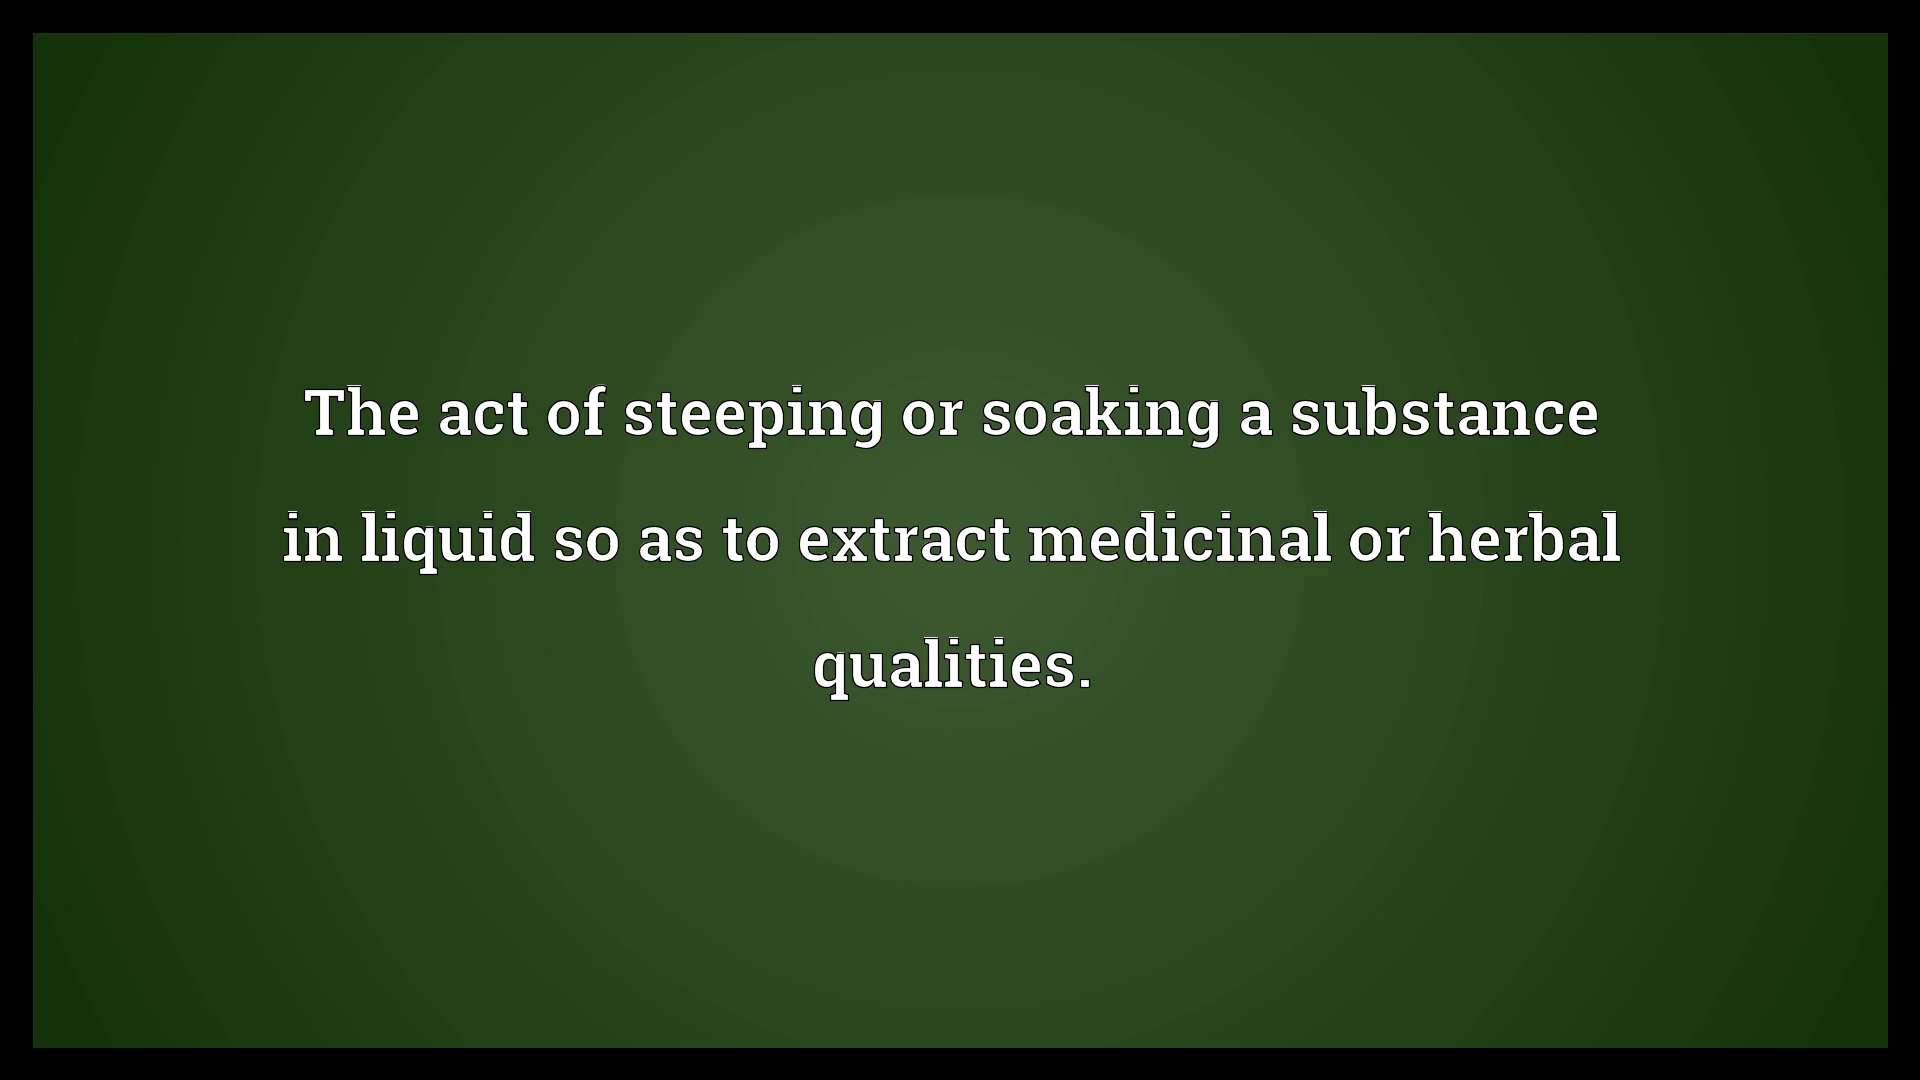 The act of steeping or soaking a substance
in liquid so as to extract medicinal or herbal
qualities.